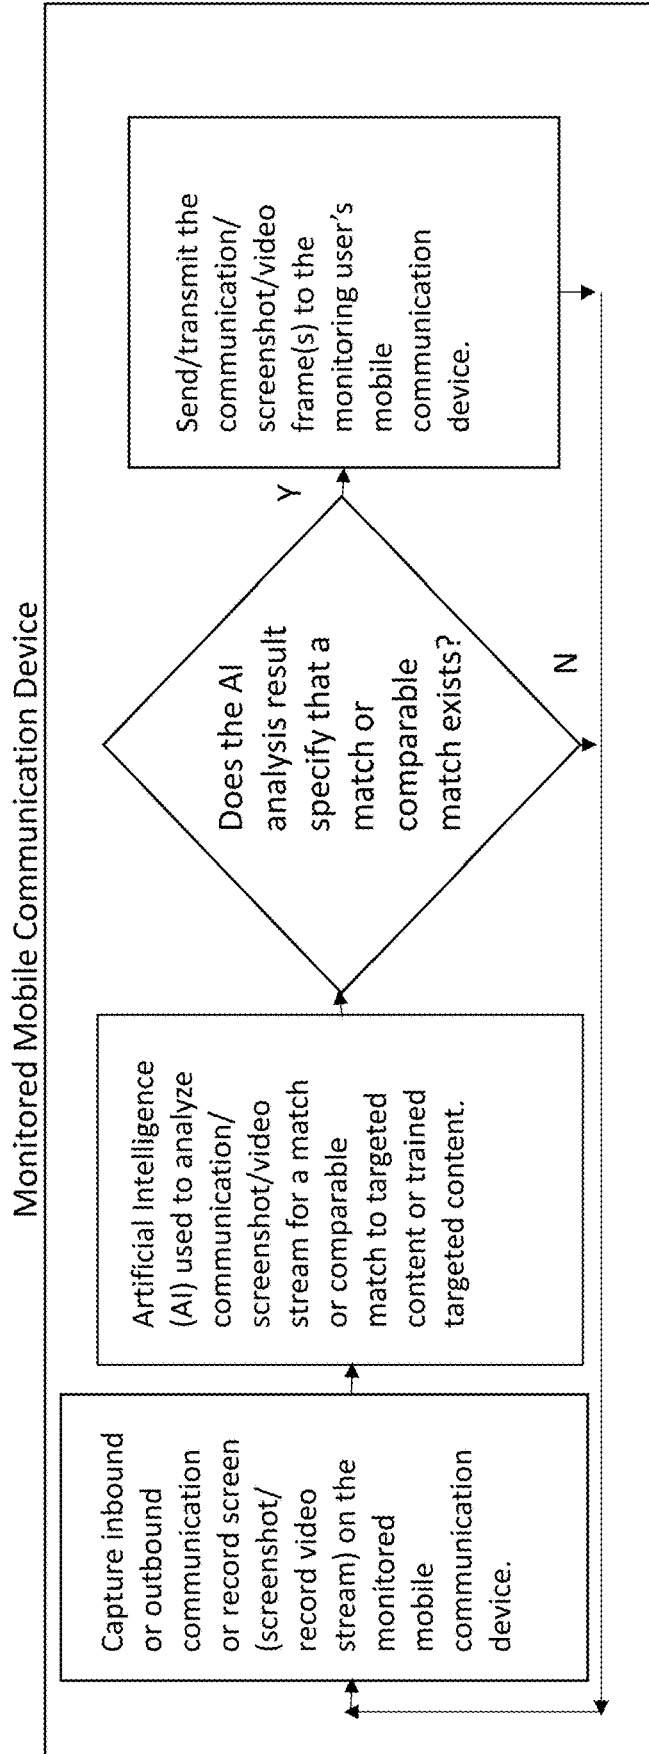 Monitored Mobile Communication Device
Capture inbound
or outbound
communication
or record screen
(screenshot/
record video
stream) on the
monitored
mobile
communication
device.
Artificial Intelligence
(AI) used to analyze
communication/
screenshot/video
stream for a match
or comparable
match to targeted
content or trained
targeted content.
Does the AI
analysis result
specify that a
match or
comparable
match exists?
Y
N
Send/transmit the
communication/
screenshot/video
frame(s) to the
monitoring user's
mobile
communication
device.